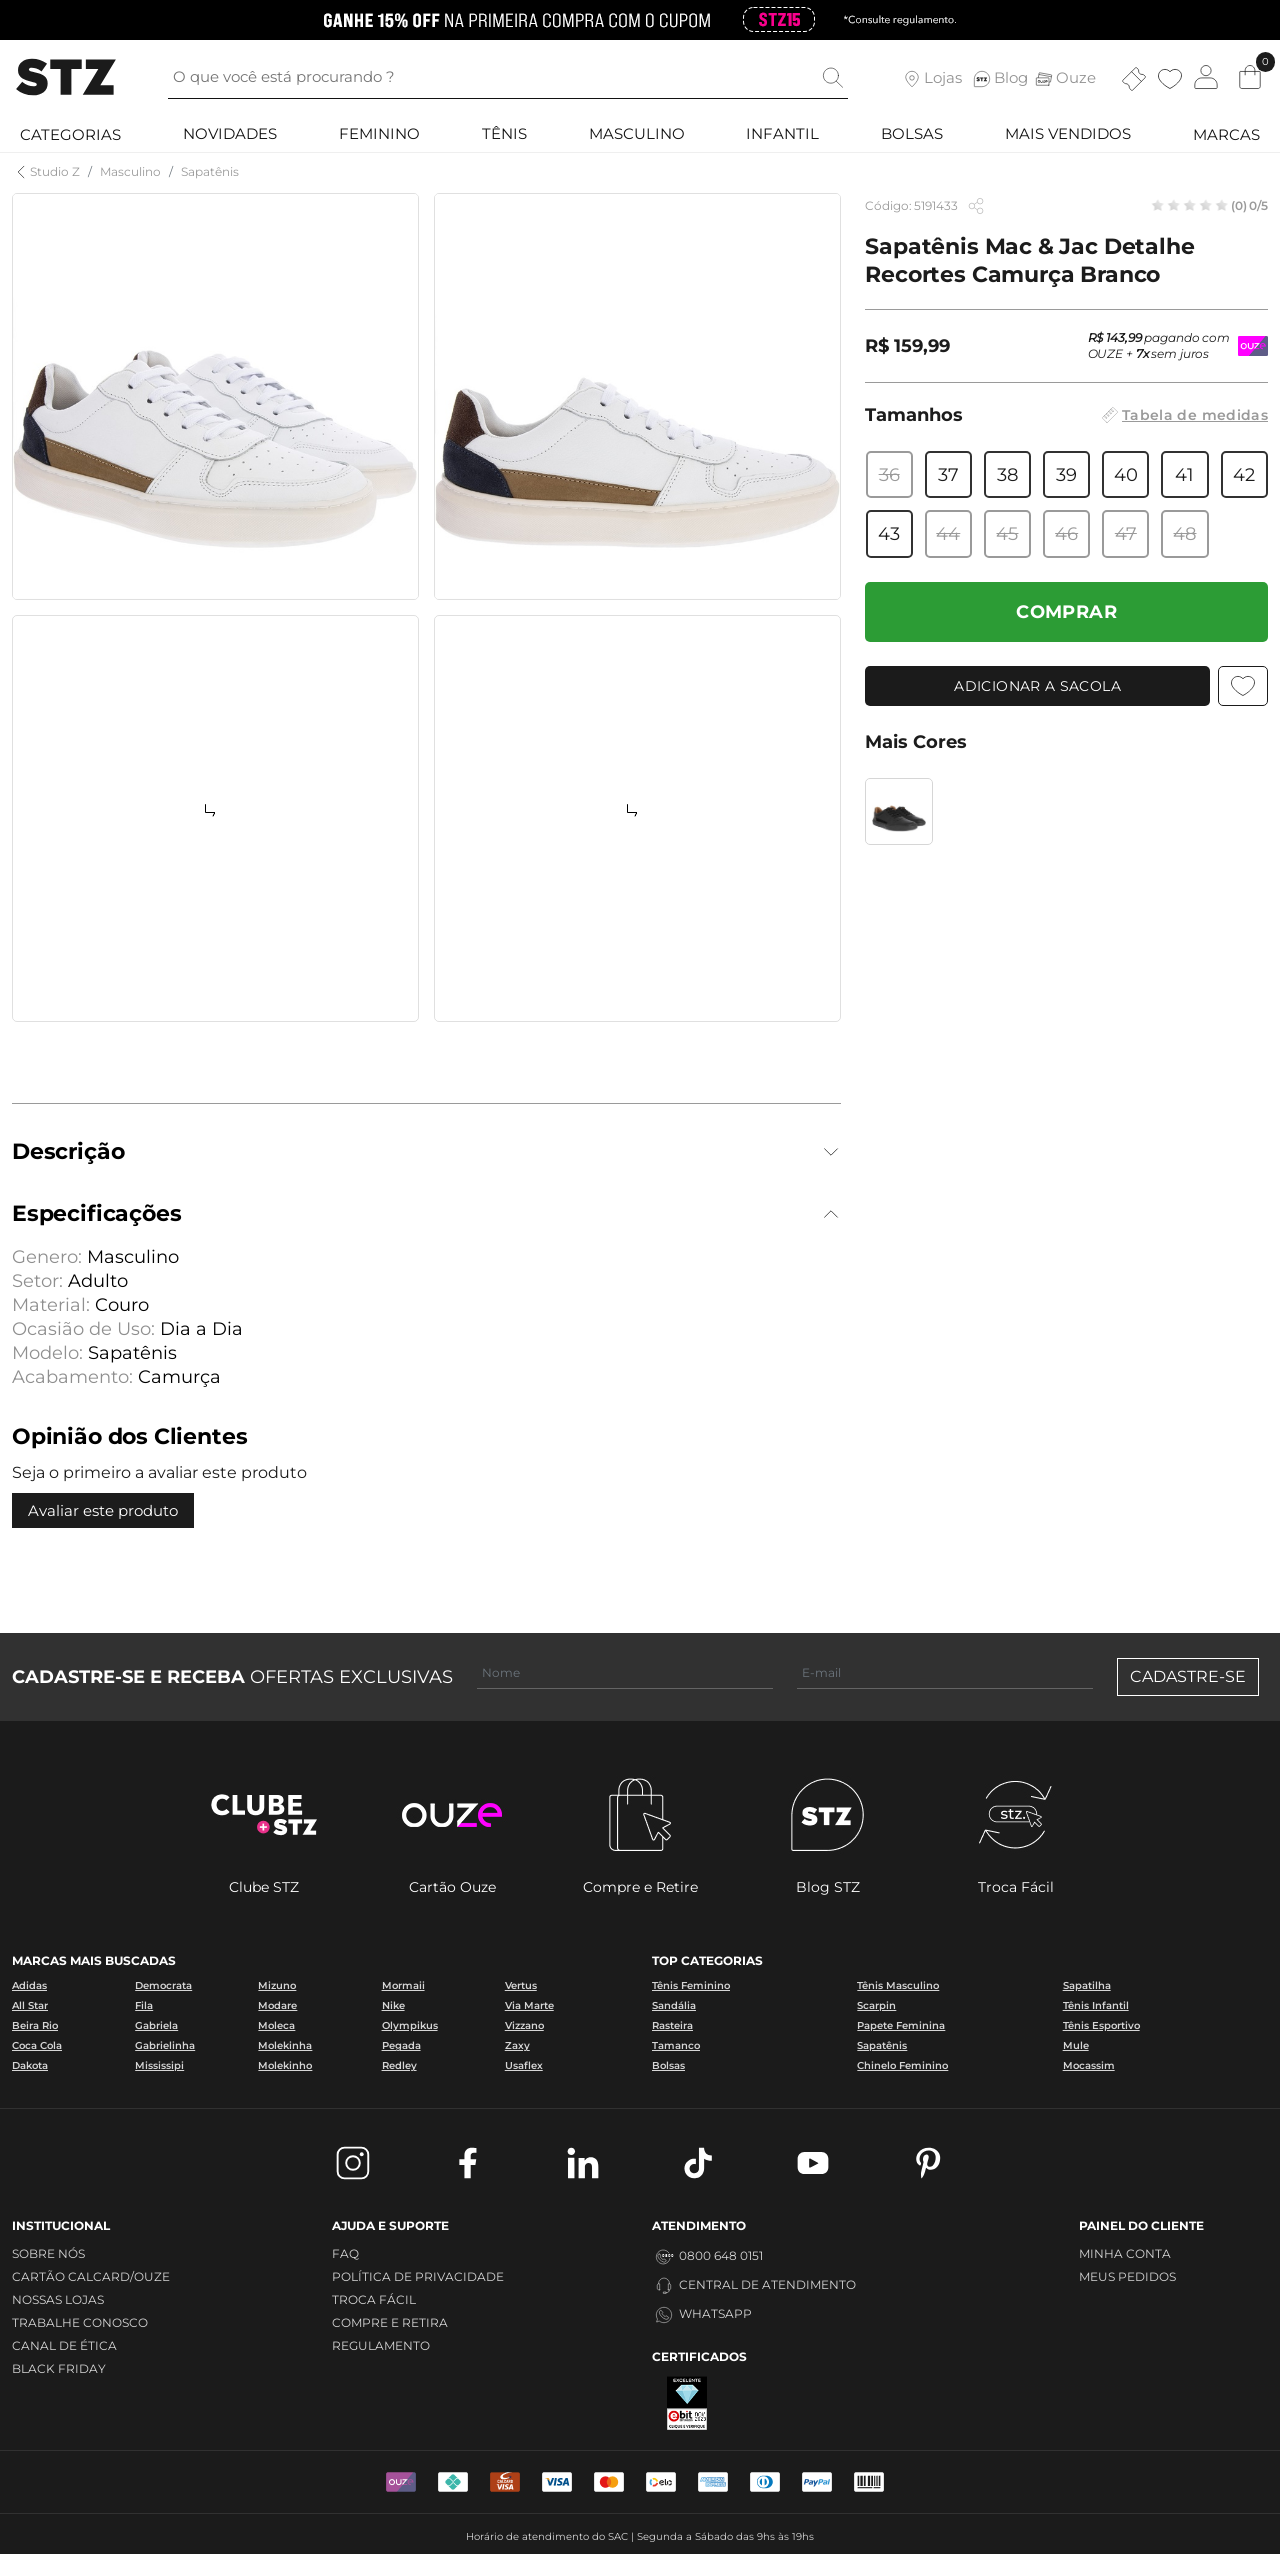 GANHE 15% OFF NA PRIMEIRA COMPRA COM O CUPOM STZ15 *Consulte regulamento.
STZ
O que você está procurando ?
Lojas
STZ Blog
Ouze
0
CATEGORIAS
NOVIDADES
FEMININO
TÊNIS
MASCULINO
INFANTIL
BOLSAS
MAIS VENDIDOS
MARCAS
Studio Z / Masculino / Sapatênis
Código: 5191433
(0) 0/5
Sapatênis Mac & Jac Detalhe
Recortes Camurça Branco
R$ 159,99
R$ 143,99 pagando com
OUZE + 7x sem juros
OUZE
Tamanhos
Tabela de medidas
36 37 38 39 40 41 42
43 44 45 46 47 48
COMPRAR
ADICIONAR A SACOLA
Mais Cores
Descrição
Especificações
Genero: Masculino
Setor: Adulto
Material: Couro
Ocasião de Uso: Dia a Dia
Modelo: Sapatênis
Acabamento: Camurça
Opinião dos Clientes
Seja o primeiro a avaliar este produto
Avaliar este produto
CADASTRE-SE E RECEBA OFERTAS EXCLUSIVAS
Nome
E-mail
CADASTRE-SE
CLUBE
+STZ
ouze
STZ
stz.
Clube STZ
Cartão Ouze
Compre e Retire
Blog STZ
Troca Fácil
MARCAS MAIS BUSCADAS
Adidas Democrata Mizuno Mormaii Vertus
All Star Fila Modare Nike Via Marte
Beira Rio Gabriela Moleca Olympikus Vizzano
Coca Cola Gabrielinha Molekinha Pegada Zaxy
Dakota Mississipi Molekinho Redley Usaflex
TOP CATEGORIAS
Tênis Feminino Tênis Masculino Sapatilha
Sandália Scarpin Tênis Infantil
Rasteira Papete Feminina Tênis Esportivo
Tamanco Sapatênis Mule
Bolsas Chinelo Feminino Mocassim
INSTITUCIONAL
SOBRE NÓS
CARTÃO CALCARD/OUZE
NOSSAS LOJAS
TRABALHE CONOSCO
CANAL DE ÉTICA
BLACK FRIDAY
AJUDA E SUPORTE
FAQ
POLÍTICA DE PRIVACIDADE
TROCA FÁCIL
COMPRE E RETIRA
REGULAMENTO
ATENDIMENTO
0800 648 0151
CENTRAL DE ATENDIMENTO
WHATSAPP
CERTIFICADOS
EXCELENTE
ebit
CLIQUE E VERIFIQUE
PAINEL DO CLIENTE
MINHA CONTA
MEUS PEDIDOS
OUZE
VISA
VISA
elo
PayPal
Horário de atendimento do SAC | Segunda a Sábado das 9hs às 19hs